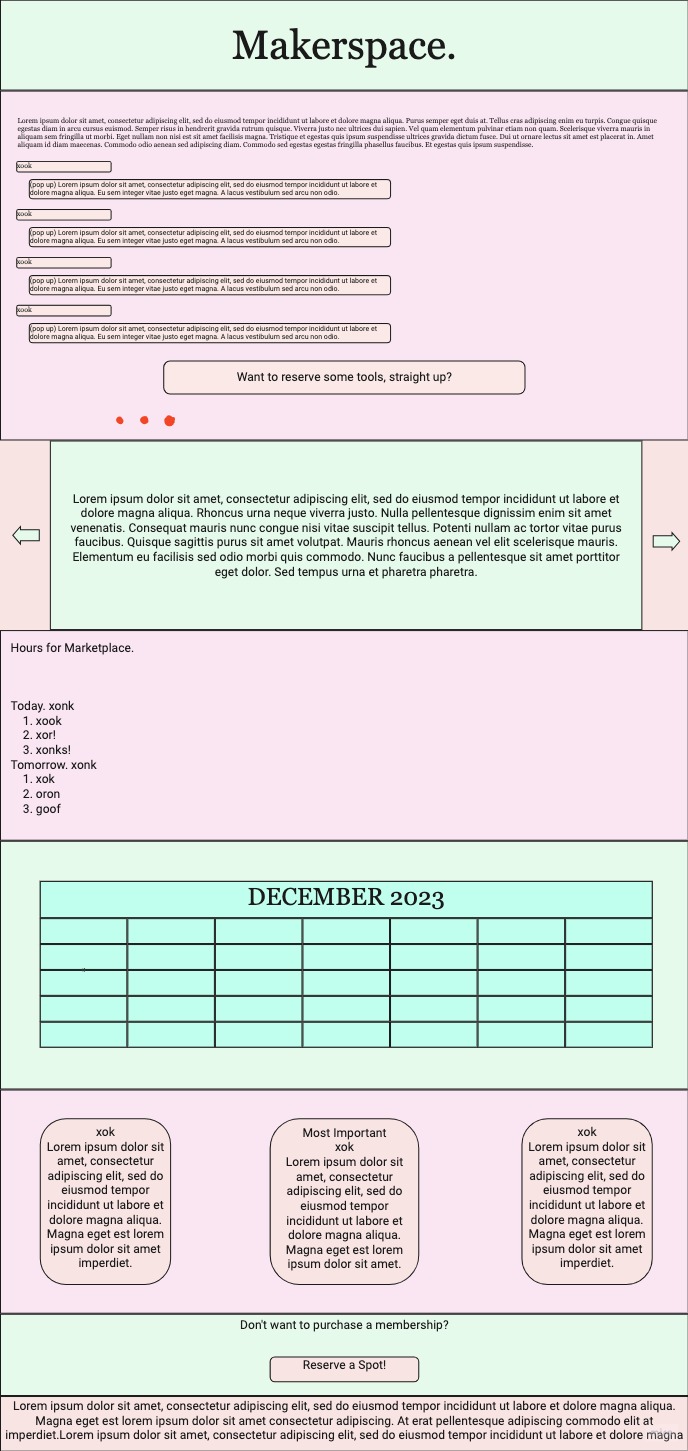 Makerspace.
Lorem ipsum dolor sit amet, consectetur adipiscing elit, sed do eiusmod tempor incididunt ut labore et dolore magna aliqua. Purus semper eget duis at. Tellus cras adipiscing enim eu turpis. Congue quisque
egestas diam in arcu cursus euismod. Semper risus in hendrerit gravida rutrum quisque. Viverra justo nec ultrices dui sapien. Vel quam elementum pulvinar etiam non quam. Scelerisque viverra mauris in
aliquam sem fringilla ut morbi. Eget nullam non nisi est sit amet facilisis magna. Tristique et egestas quis ipsum suspendisse ultrices gravida dictum fusce. Dui ut ornare lectus sit amet est placerat in. Amet
aliquam id diam maecenas. Commodo odio aenean sed adipiscing diam. Commodo sed egestas egestas fringilla phasellus faucibus. Et egestas quis ipsum suspendisse.
xook
(pop up) Lorem ipsum dolor sit amet, consectetur adipiscing elit, sed do eiusmod tempor incididunt ut labore et
dolore magna aliqua. Eu sem integer vitae justo eget magna. A lacus vestibulum sed arcu non odio.
xook
(pop up) Lorem ipsum dolor sit amet, consectetur adipiscing elit, sed do eiusmod tempor incididunt ut labore et
dolore magna aliqua. Eu sem integer vitae justo eget magna. A lacus vestibulum sed arcu non odio.
xook
(pop up) Lorem ipsum dolor sit amet, consectetur adipiscing elit, sed do eiusmod tempor incididunt ut labore et
dolore magna aliqua. Eu sem integer vitae justo eget magna. A lacus vestibulum sed arcu non odio.
xook
(pop up) Lorem ipsum dolor sit amet, consectetur adipiscing elit, sed do eiusmod tempor incididunt ut labore et
dolore magna aliqua. Eu sem integer vitae justo eget magna. A lacus vestibulum sed arcu non odio.
Want to reserve some tools, straight up?
Lorem ipsum dolor sit amet, consectetur adipiscing elit, sed do eiusmod tempor incididunt ut labore et
dolore magna aliqua. Rhoncus urna neque viverra justo. Nulla pellentesque dignissim enim sit amet
venenatis. Consequat mauris nunc congue nisi vitae suscipit tellus. Potenti nullam ac tortor vitae purus
faucibus. Quisque sagittis purus sit amet volutpat. Mauris rhoncus aenean vel elit scelerisque mauris.
Elementum eu facilisis sed odio morbi quis commodo. Nunc faucibus a pellentesque sit amet porttitor
eget dolor. Sed tempus urna et pharetra pharetra.
Hours for Marketplace.
Today. xonk
1. xook
2. xor!
3. xonks!
Tomorrow. xonk
1. xok
2. oron
3. goof
DECEMBER 2023
xok
Lorem ipsum dolor sit
amet, consectetur
adipiscing elit, sed do
eiusmod tempor
incididunt ut labore et
dolore magna aliqua.
Magna eget est lorem
ipsum dolor sit amet
imperdiet.
Most Important
xok
Lorem ipsum dolor sit
amet, consectetur
adipiscing elit, sed do
eiusmod tempor
incididunt ut labore et
dolore magna aliqua.
Magna eget est lorem
ipsum dolor sit amet.
xok
Lorem ipsum dolor sit
amet, consectetur
adipiscing elit, sed do
eiusmod tempor
incididunt ut labore et
dolore magna aliqua.
Magna eget est lorem
ipsum dolor sit amet
imperdiet.
Don't want to purchase a membership?
Reserve a Spot!
Lorem ipsum dolor sit amet, consectetur adipiscing elit, sed do eiusmod tempor incididunt ut labore et dolore magna aliqua.
Magna eget est lorem ipsum dolor sit amet consectetur adipiscing. At erat pellentesque adipiscing commodo elit at
imperdiet.Lorem ipsum dolor sit amet, consectetur adipiscing elit, sed do eiusmod tempor incididunt ut labore et dolore magna